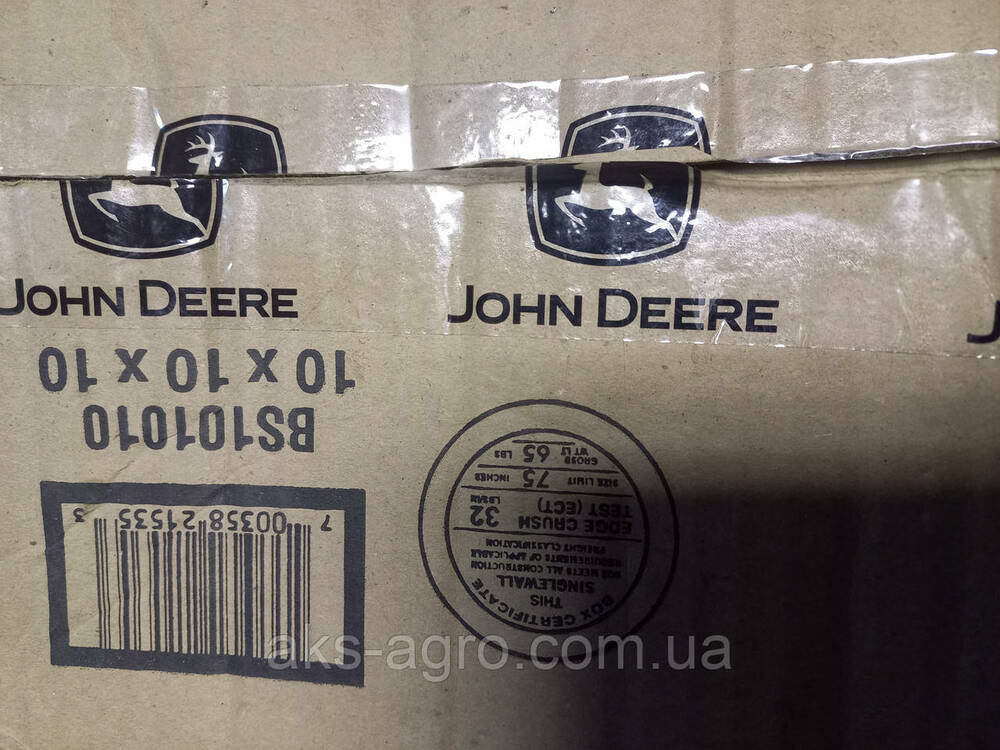 JOHN DEERE JOHN DEERE J
BS101010
10 x 10 x 10
7 00358 21535 3
BOX CERTIFICATE
THIS
SINGLEWALL
BOX MEETS ALL CONSTRUCTION
REQUIREMENTS OF APPLICABLE
FREIGHT CLASSIFICATION
EDGE CRUSH
TEST (ECT) 32 LBS/IN
SIZE LIMIT 75 INCHES
GROSS WT LT 65 LBS
aks-agro.com.ua